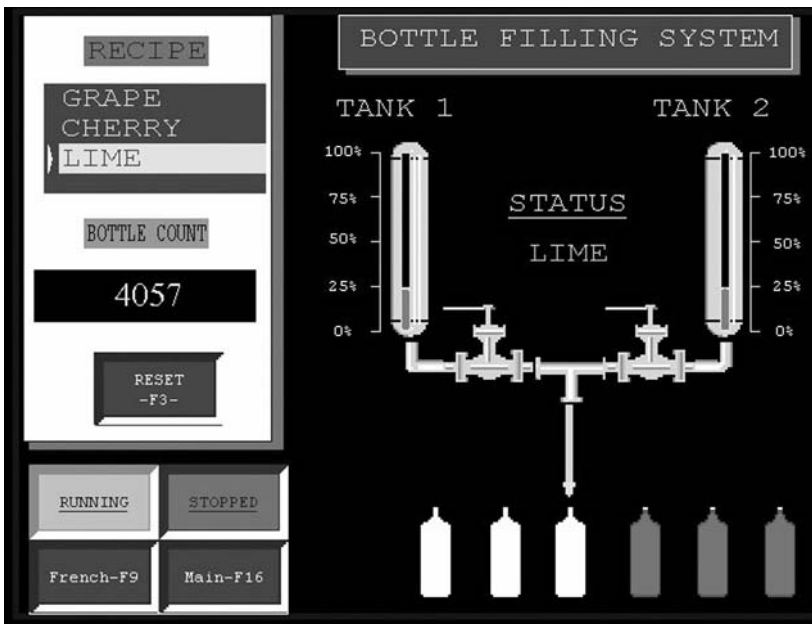 RECIPE
GRAPE
CHERRY
LIME
BOTTLE COUNT
4057
RESET
-F3-
RUNNING
STOPPED
French-F9
Main-F16
BOTTLE FILLING SYSTEM
TANK 1
TANK 2
100%
75%
50%
25%
0%
STATUS
LIME
100%
75%
50%
25%
0%